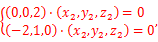 {(0,0,2)·(x₂,y₂,z₂)=0
(-2,1,0)·(x₂,y₂,z₂)=0'